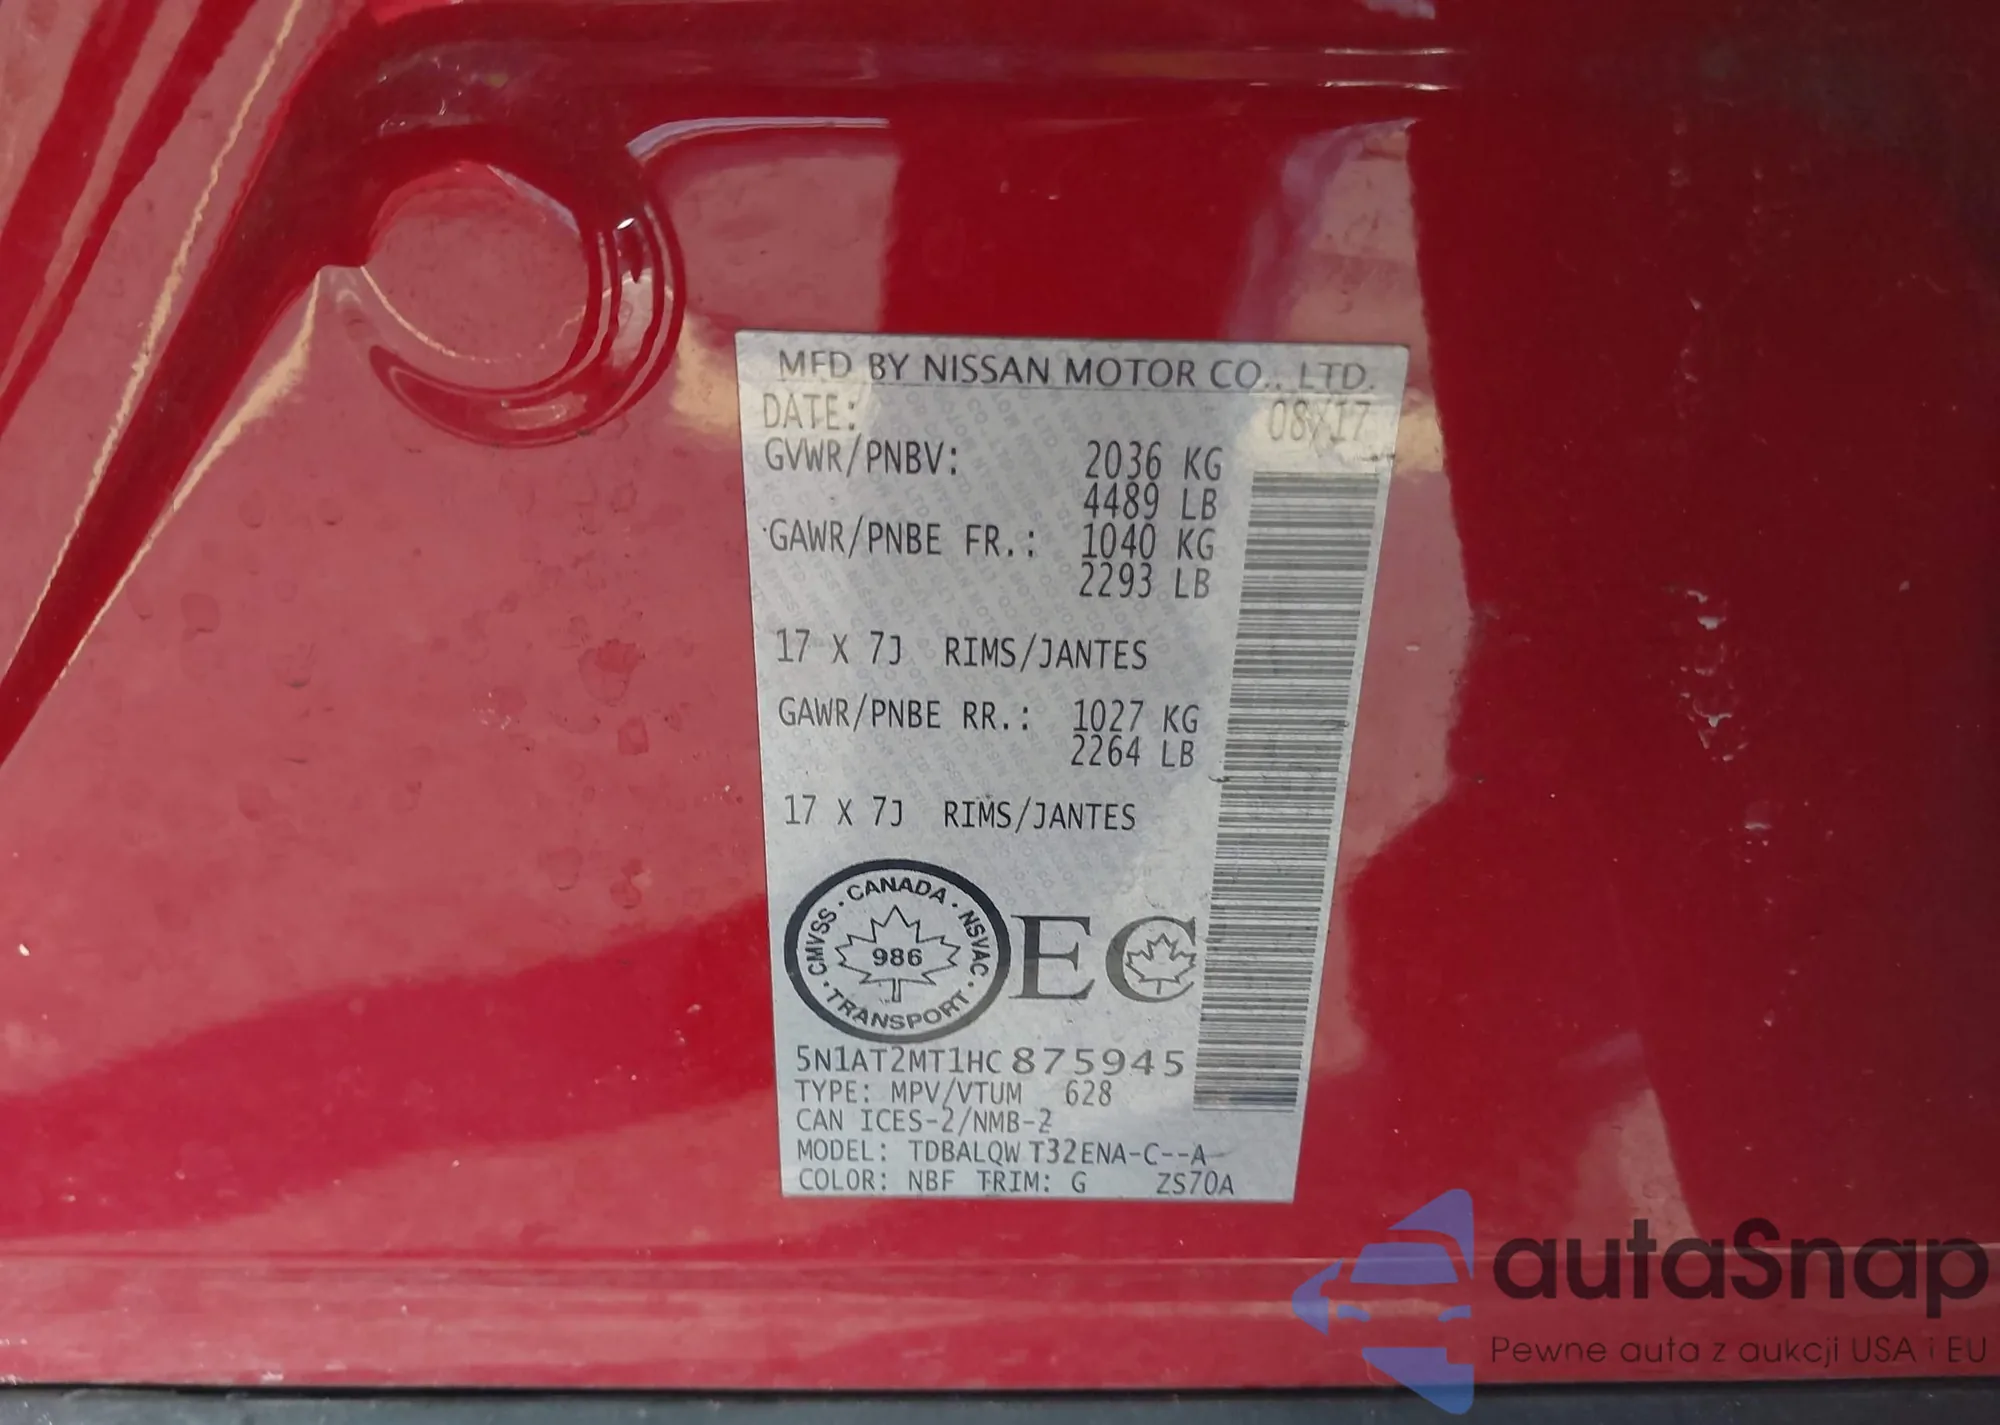 MFD BY NISSAN MOTOR CO., LTD.
DATE: 08/17
GVWR/PNBV: 2036 KG
4489 LB
GAWR/PNBE FR.: 1040 KG
2293 LB
17 X 7J RIMS/JANTES
GAWR/PNBE RR.: 1027 KG
2264 LB
17 X 7J RIMS/JANTES
CANADA · NSVAC · TRANSPORT · CMVSS ·
986
EC
5N1AT2MT1HC875945
TYPE: MPV/VTUM 628
CAN ICES-2/NMB-2
MODEL: TDBALQW T32ENA-C--A
COLOR: NBF TRIM: G ZS70A
autaSnap
Pewne auta z aukcji USA i EU